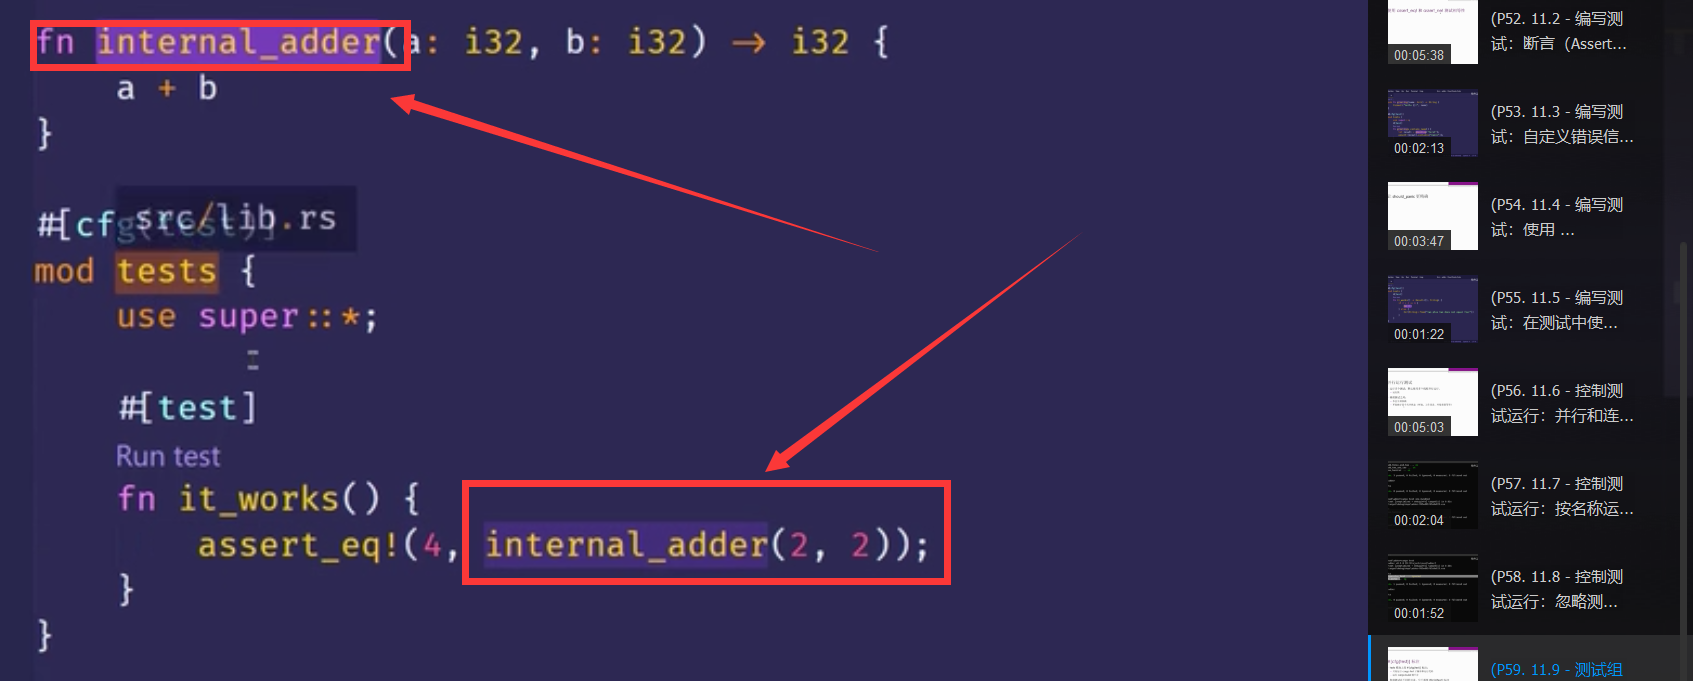 fn internal_adder(a: i32, b: i32) → i32 {
a + b
}
#[cfg(test)]
src/lib.rs
mod tests {
use super::*;
#[test]
Run test
fn it_works() {
assert_eq!(4, internal_adder(2, 2));
}
}
00:05:38
(P52. 11.2 - 编写测
试：断言（Assert...
00:02:13
(P53. 11.3 - 编写测
试：自定义错误信...
00:03:47
(P54. 11.4 - 编写测
试：使用 ...
00:01:22
(P55. 11.5 - 编写测
试：在测试中使...
00:05:03
(P56. 11.6 - 控制测
试运行：并行和连...
00:02:04
(P57. 11.7 - 控制测
试运行：按名称运...
00:01:52
(P58. 11.8 - 控制测
试运行：忽略测...
(P59. 11.9 - 测试组